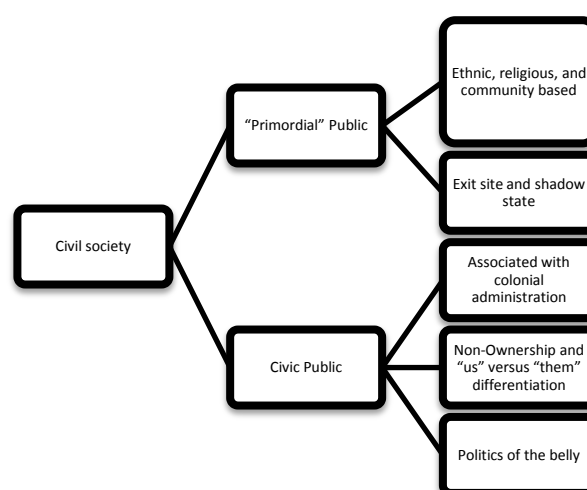 Civil society
“Primordial” Public
Ethnic, religious, and
community based
Exit site and shadow
state
Civic Public
Associated with
colonial
administration
Non-Ownership and
“us” versus “them”
differentiation
Politics of the belly